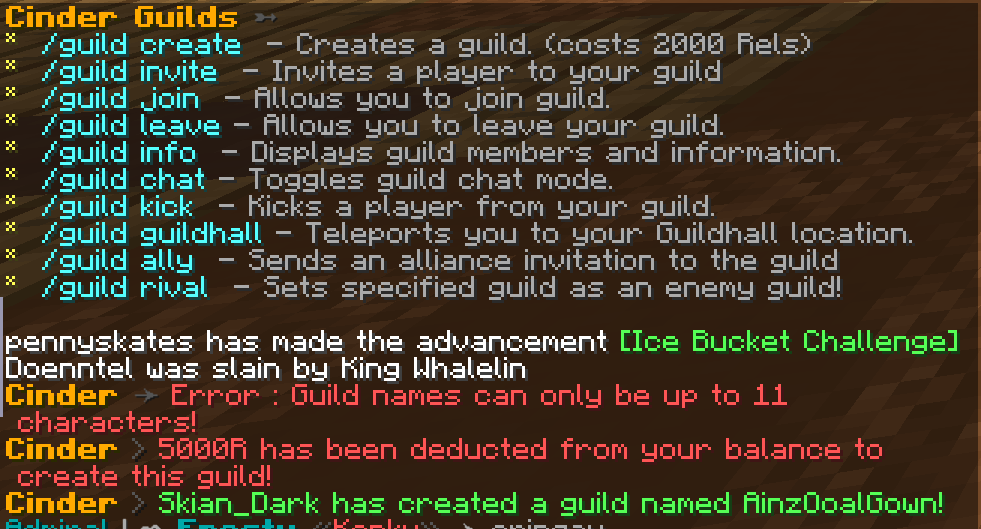 Cinder Guilds ➳
* /guild create – Creates a guild. (costs 2000 Rels)
* /guild invite – Invites a player to your guild
* /guild join – Allows you to join guild.
* /guild leave – Allows you to leave your guild.
* /guild info – Displays guild members and information.
* /guild chat – Toggles guild chat mode.
* /guild kick – Kicks a player from your guild.
* /guild guildhall – Teleports you to your Guildhall location.
* /guild ally – Sends an alliance invitation to the guild
* /guild rival – Sets specified guild as an enemy guild!
pennyskates has made the advancement [Ice Bucket Challenge]
Doenntel was slain by King Whalelin
Cinder → Error : Guild names can only be up to 11
characters!
Cinder > 5000R has been deducted from your balance to
create this guild!
Cinder > Skian_Dark has created a guild named AinzOoalGown!